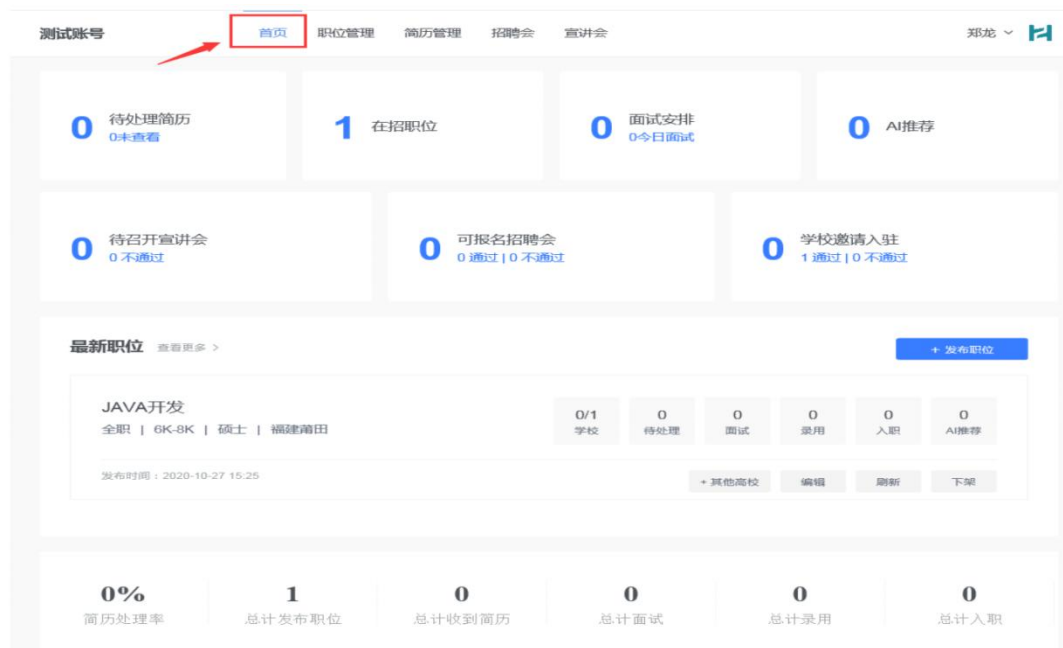 测试账号 首页 职位管理 简历管理 招聘会 宣讲会 郑龙
0 待处理简历 1 在招职位 0 面试安排 0 AI推荐
0未查看 0今日面试
0 待召开宣讲会 0 可报名招聘会 0 学校邀请入驻
0 不通过 0 通过 | 0 不通过 1 通过 | 0 不通过
最新职位 查看更多 > + 发布职位
JAVA开发 0/1 0 0 0 0 0
全职 | 6K-8K | 硕士 | 福建莆田 学校 待处理 面试 录用 入职 AI推荐
发布时间：2020-10-27 15:25 + 其他高校 编辑 刷新 下架
0% 1 0 0 0 0
简历处理率 总计发布职位 总计收到简历 总计面试 总计录用 总计入职